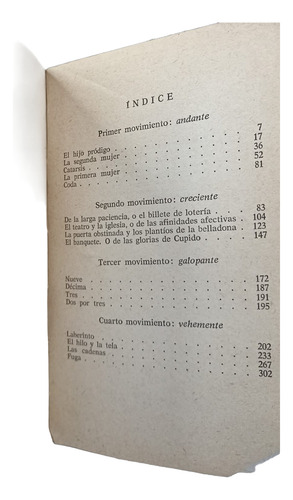 ÍNDICE
Primer movimiento: andante
El hijo pródigo . . . . . . . . . . 7
La segunda mujer . . . . . . . . . . 17
Catarsis . . . . . . . . . . 36
La primera mujer . . . . . . . . . . 52
Coda . . . . . . . . . . 81
Segundo movimiento: creciente
De la larga paciencia, o el billete de lotería . . 83
El teatro y la iglesia, o de las afinidades afectivas . 104
La puerta obstinada y los plantíos de la belladona . 123
El banquete. O de las glorias de Cupido . . . 147
Tercer movimiento: galopante
Nueve . . . . . . . . . . 172
Décima . . . . . . . . . . 187
Tres . . . . . . . . . . 191
Dos por tres . . . . . . . . . . 195
Cuarto movimiento: vehemente
Laberinto . . . . . . . . . . 202
El hilo y la tela . . . . . . . . . . 233
Las cadenas . . . . . . . . . . 267
Fuga . . . . . . . . . . 302